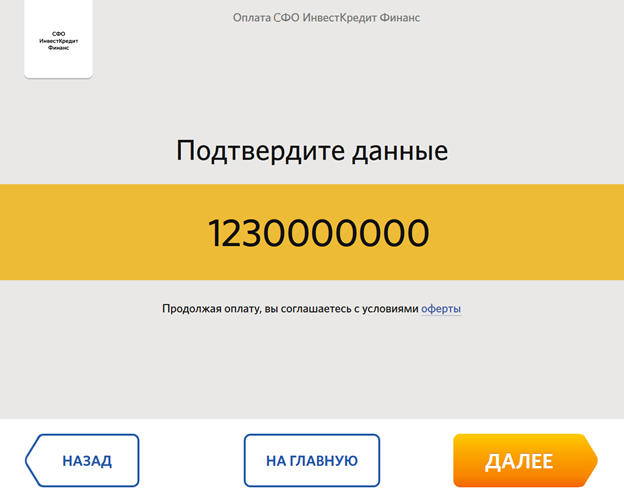 СФО
ИнвестКредит
Финанс
Оплата СФО ИнвестКредит Финанс
Подтвердите данные
1230000000
Продолжая оплату, вы соглашаетесь с условиями оферты
НАЗАД
НА ГЛАВНУЮ
ДАЛЕЕ